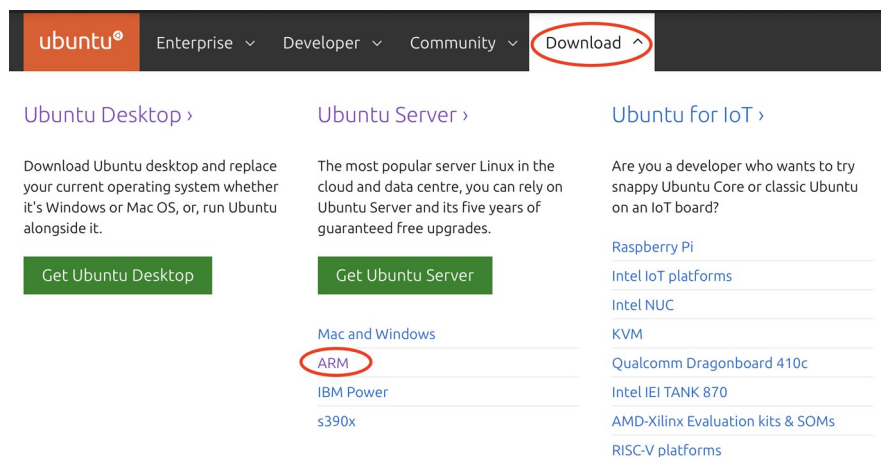 ubuntu Enterprise Developer Community Download
Ubuntu Desktop ›
Download Ubuntu desktop and replace
your current operating system whether
it's Windows or Mac OS, or, run Ubuntu
alongside it.
Get Ubuntu Desktop
Ubuntu Server ›
The most popular server Linux in the
cloud and data centre, you can rely on
Ubuntu Server and its five years of
guaranteed free upgrades.
Get Ubuntu Server
Mac and Windows
ARM
IBM Power
s390x
Ubuntu for IoT ›
Are you a developer who wants to try
snappy Ubuntu Core or classic Ubuntu
on an IoT board?
Raspberry Pi
Intel IoT platforms
Intel NUC
KVM
Qualcomm Dragonboard 410c
Intel IEI TANK 870
AMD-Xilinx Evaluation kits & SOMs
RISC-V platforms